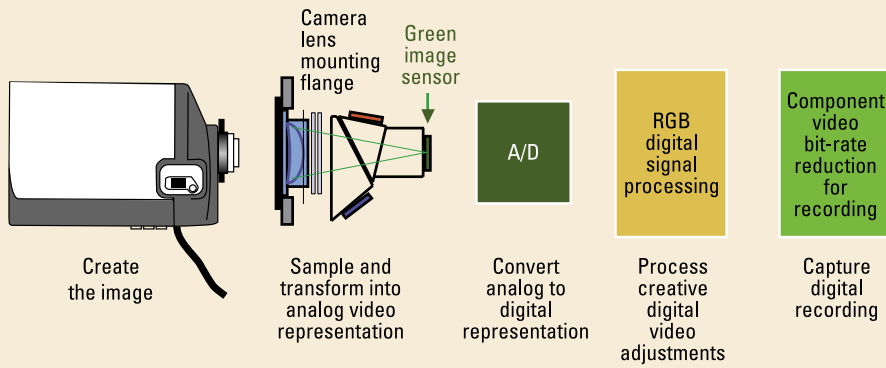 Camera
lens
mounting
flange
Green
image
sensor
A/D
RGB
digital
signal
processing
Component
video
bit-rate
reduction
for
recording
Create
the image
Sample and
transform into
analog video
representation
Convert
analog to
digital
representation
Process
creative
digital
video
adjustments
Capture
digital
recording